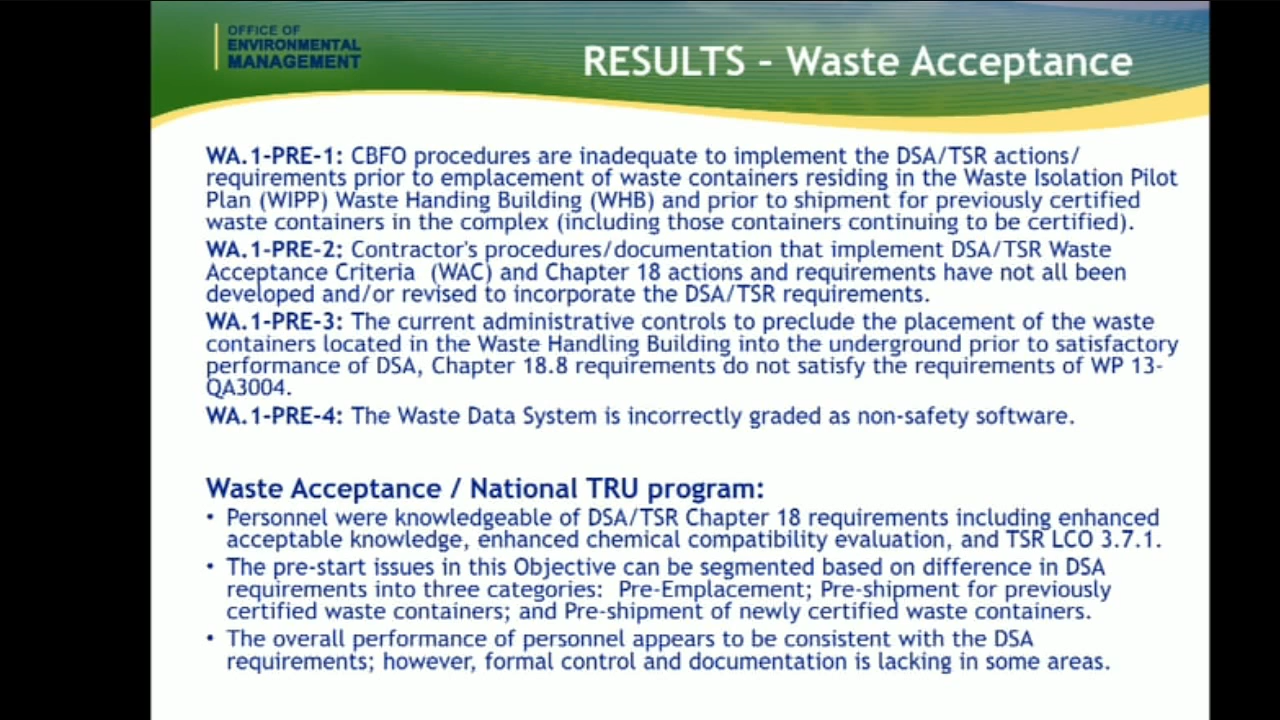 OFFICE OF
ENVIRONMENTAL
MANAGEMENT
RESULTS - Waste Acceptance
WA.1-PRE-1: CBFO procedures are inadequate to implement the DSA/TSR actions/
requirements prior to emplacement of waste containers residing in the Waste Isolation Pilot
Plan (WIPP) Waste Handing Building (WHB) and prior to shipment for previously certified
waste containers in the complex (including those containers continuing to be certified).
WA.1-PRE-2: Contractor's procedures/documentation that implement DSA/TSR Waste
Acceptance Criteria (WAC) and Chapter 18 actions and requirements have not all been
developed and/or revised to incorporate the DSA/TSR requirements.
WA.1-PRE-3: The current administrative controls to preclude the placement of the waste
containers located in the Waste Handling Building into the underground prior to satisfactory
performance of DSA, Chapter 18.8 requirements do not satisfy the requirements of WP 13-
QA3004.
WA.1-PRE-4: The Waste Data System is incorrectly graded as non-safety software.
Waste Acceptance / National TRU program:
• Personnel were knowledgeable of DSA/TSR Chapter 18 requirements including enhanced
acceptable knowledge, enhanced chemical compatibility evaluation, and TSR LCO 3.7.1.
• The pre-start issues in this Objective can be segmented based on difference in DSA
requirements into three categories: Pre-Emplacement; Pre-shipment for previously
certified waste containers; and Pre-shipment of newly certified waste containers.
• The overall performance of personnel appears to be consistent with the DSA
requirements; however, formal control and documentation is lacking in some areas.